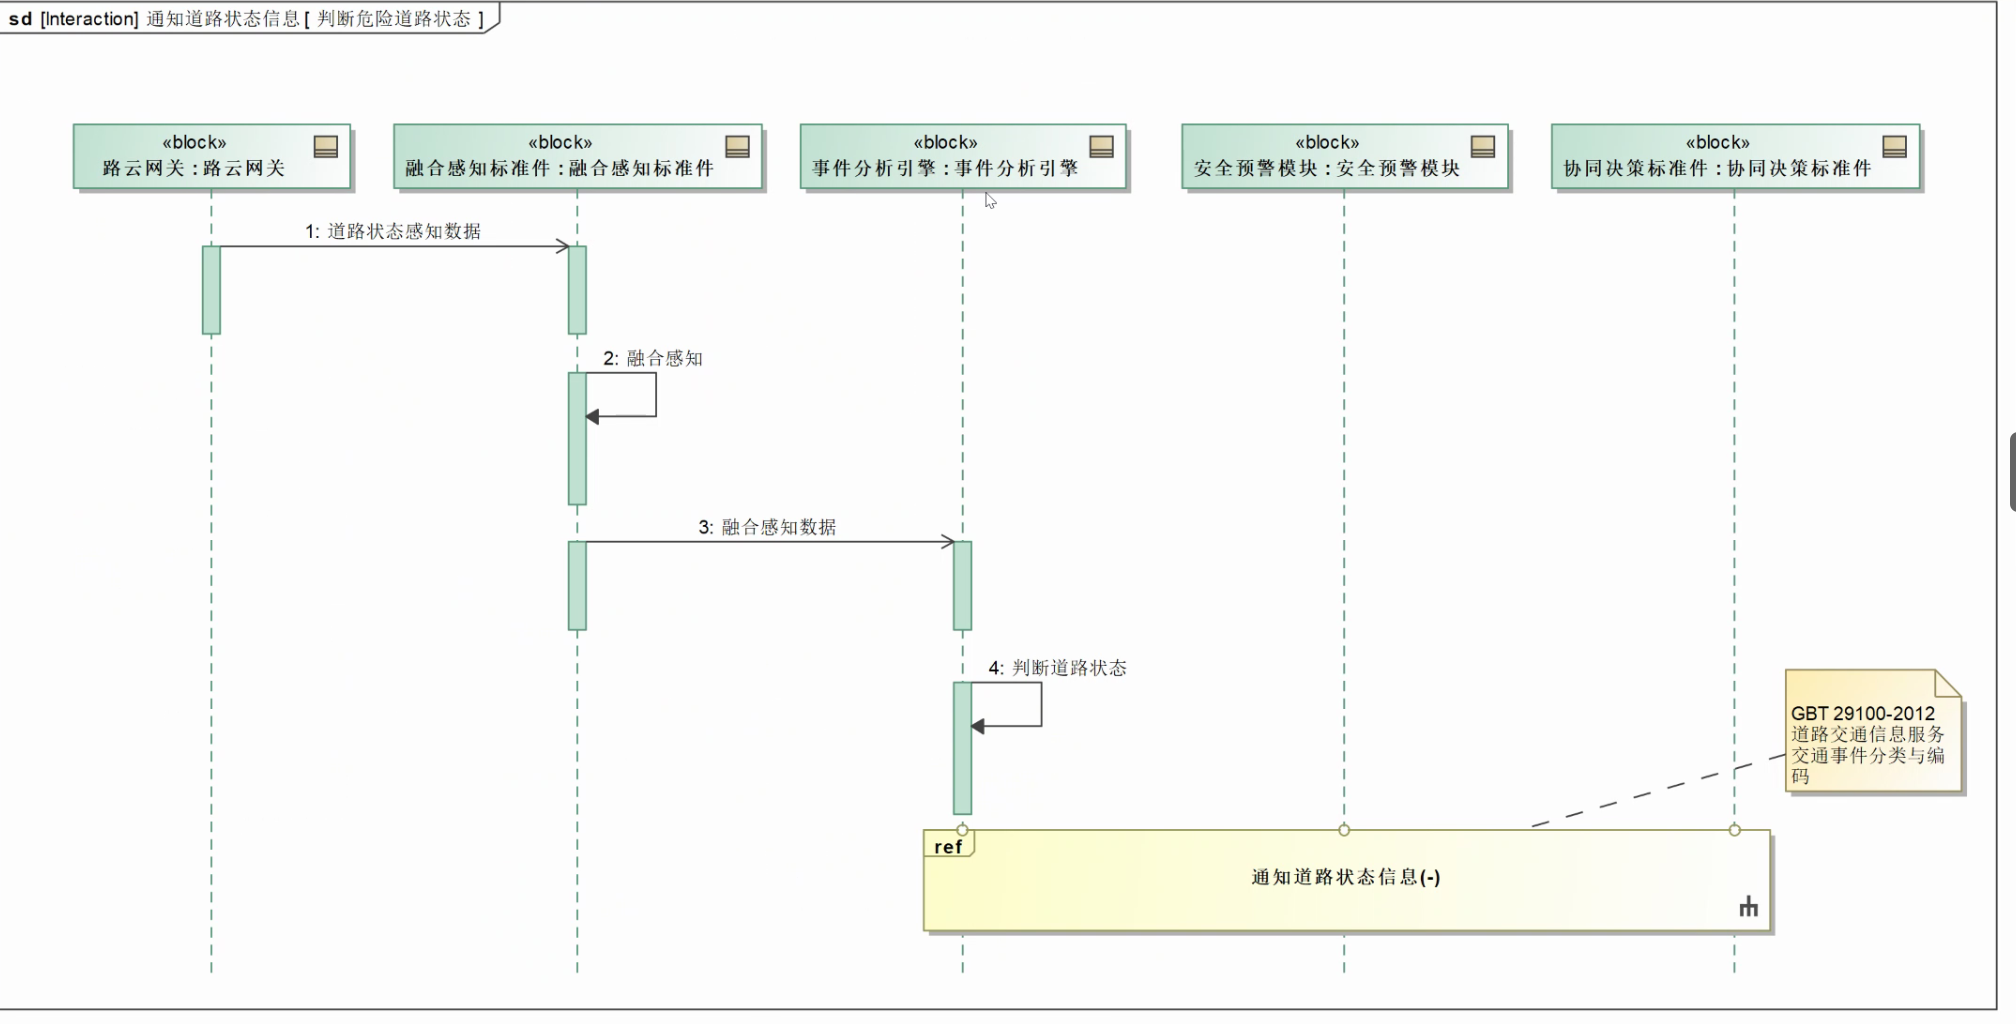 sd [Interaction] 通知道路状态信息[ 判断危险道路状态 ]
«block»
路云网关 : 路云网关
«block»
融合感知标准件 : 融合感知标准件
«block»
事件分析引擎 : 事件分析引擎
«block»
安全预警模块 : 安全预警模块
«block»
协同决策标准件 : 协同决策标准件
1: 道路状态感知数据
2: 融合感知
3: 融合感知数据
4: 判断道路状态
GBT 29100-2012
道路交通信息服务
交通事件分类与编
码
ref
通知道路状态信息(-)